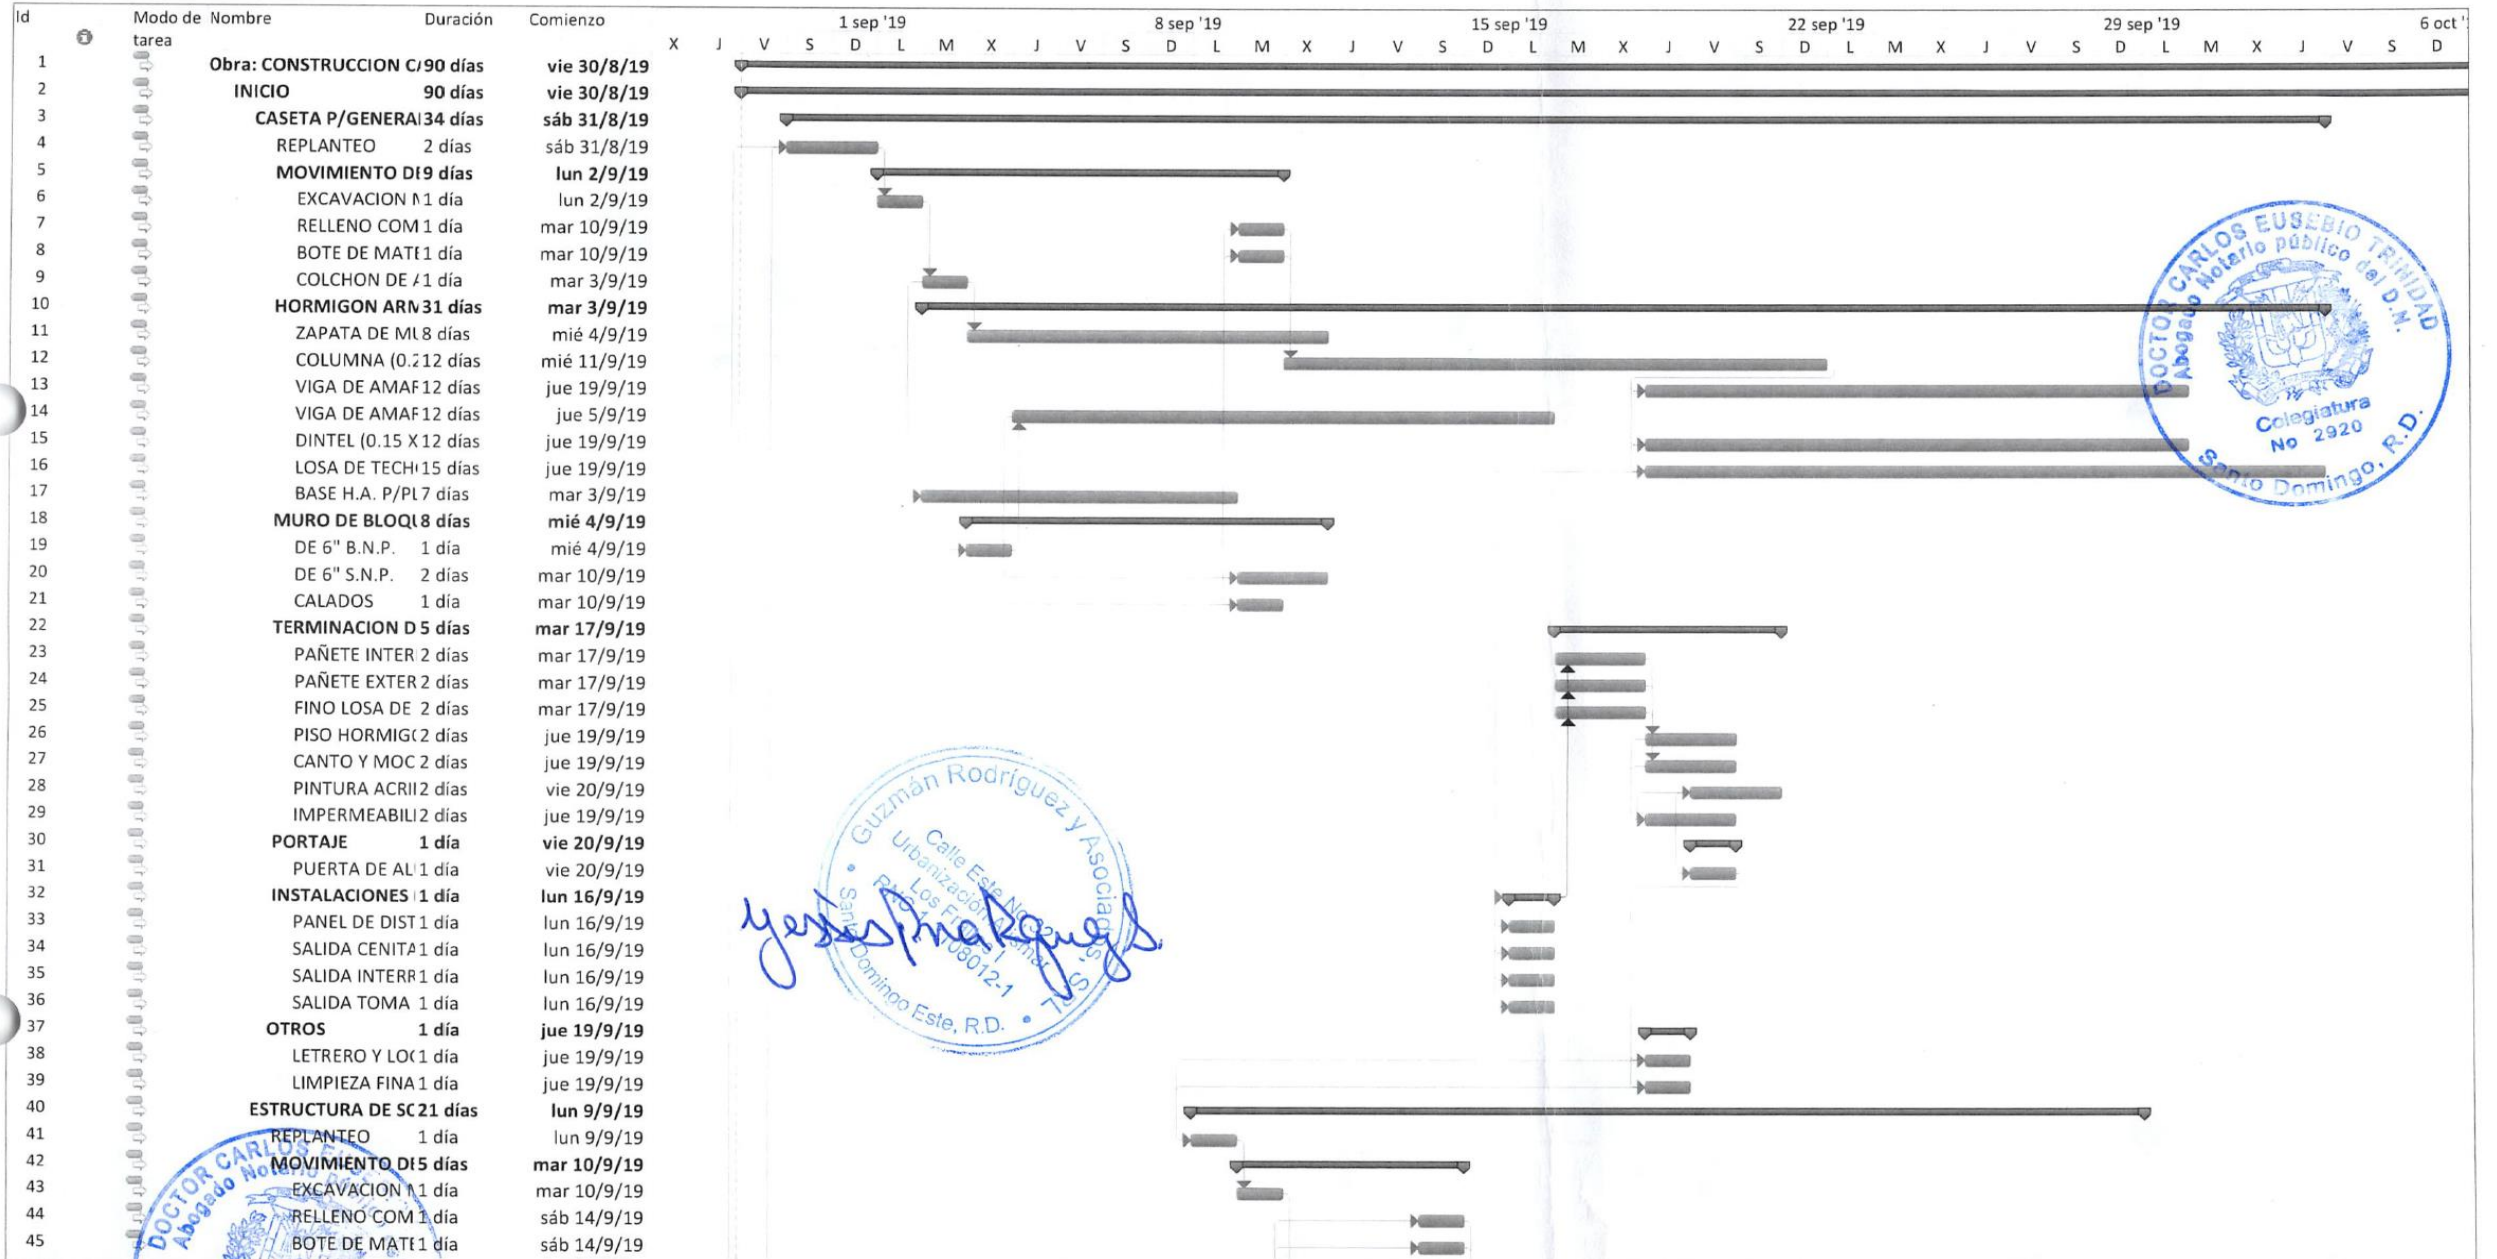 Id Modo de tarea Nombre Duración Comienzo
1 sep '19 8 sep '19 15 sep '19 22 sep '19 29 sep '19 6 oct '
X J V S D L M X J V S D L M X J V S D L M X J V S D L M X J V S D L M X J V S D
1 Obra: CONSTRUCCION C/ 90 días vie 30/8/19
2 INICIO 90 días vie 30/8/19
3 CASETA P/GENERA 34 días sáb 31/8/19
4 REPLANTEO 2 días sáb 31/8/19
5 MOVIMIENTO DE 9 días lun 2/9/19
6 EXCAVACION 1 día lun 2/9/19
7 RELLENO COM 1 día mar 10/9/19
8 BOTE DE MATE 1 día mar 10/9/19
9 COLCHON DE 1 día mar 3/9/19
10 HORMIGON ARM 31 días mar 3/9/19
11 ZAPATA DE MU 8 días mié 4/9/19
12 COLUMNA (0.2 12 días mié 11/9/19
13 VIGA DE AMAR 12 días jue 19/9/19
14 VIGA DE AMAR 12 días jue 5/9/19
15 DINTEL (0.15 X 12 días jue 19/9/19
16 LOSA DE TECH 15 días jue 19/9/19
17 BASE H.A. P/PL 7 días mar 3/9/19
18 MURO DE BLOQU 8 días mié 4/9/19
19 DE 6" B.N.P. 1 día mié 4/9/19
20 DE 6" S.N.P. 2 días mar 10/9/19
21 CALADOS 1 día mar 10/9/19
22 TERMINACION D 5 días mar 17/9/19
23 PAÑETE INTER 2 días mar 17/9/19
24 PAÑETE EXTER 2 días mar 17/9/19
25 FINO LOSA DE 2 días mar 17/9/19
26 PISO HORMIG( 2 días jue 19/9/19
27 CANTO Y MOC 2 días jue 19/9/19
28 PINTURA ACRI 2 días vie 20/9/19
29 IMPERMEABILI 2 días jue 19/9/19
30 PORTAJE 1 día vie 20/9/19
31 PUERTA DE AL 1 día vie 20/9/19
32 INSTALACIONES 1 día lun 16/9/19
33 PANEL DE DIST 1 día lun 16/9/19
34 SALIDA CENITA 1 día lun 16/9/19
35 SALIDA INTERR 1 día lun 16/9/19
36 SALIDA TOMA 1 día lun 16/9/19
37 OTROS 1 día jue 19/9/19
38 LETRERO Y LO( 1 día jue 19/9/19
39 LIMPIEZA FINA 1 día jue 19/9/19
40 ESTRUCTURA DE SC 21 días lun 9/9/19
41 REPLANTEO 1 día lun 9/9/19
42 MOVIMIENTO DE 5 días mar 10/9/19
43 EXCAVACION 1 día mar 10/9/19
44 RELLENO COM 1 día sáb 14/9/19
45 BOTE DE MATE 1 día sáb 14/9/19
DOCTOR CARLOS EUSEBIO TRINIDAD
Abogado Notario público del D.N.
Colegiatura
No 2920
Santo Domingo, R.D.
Guzmán Rodríguez y Asociados, S.
Calle Este No.
Urbanización
Los
08012-1
Santo Domingo Este, R.D.
DOCTOR CARLOS
Abogado Notario